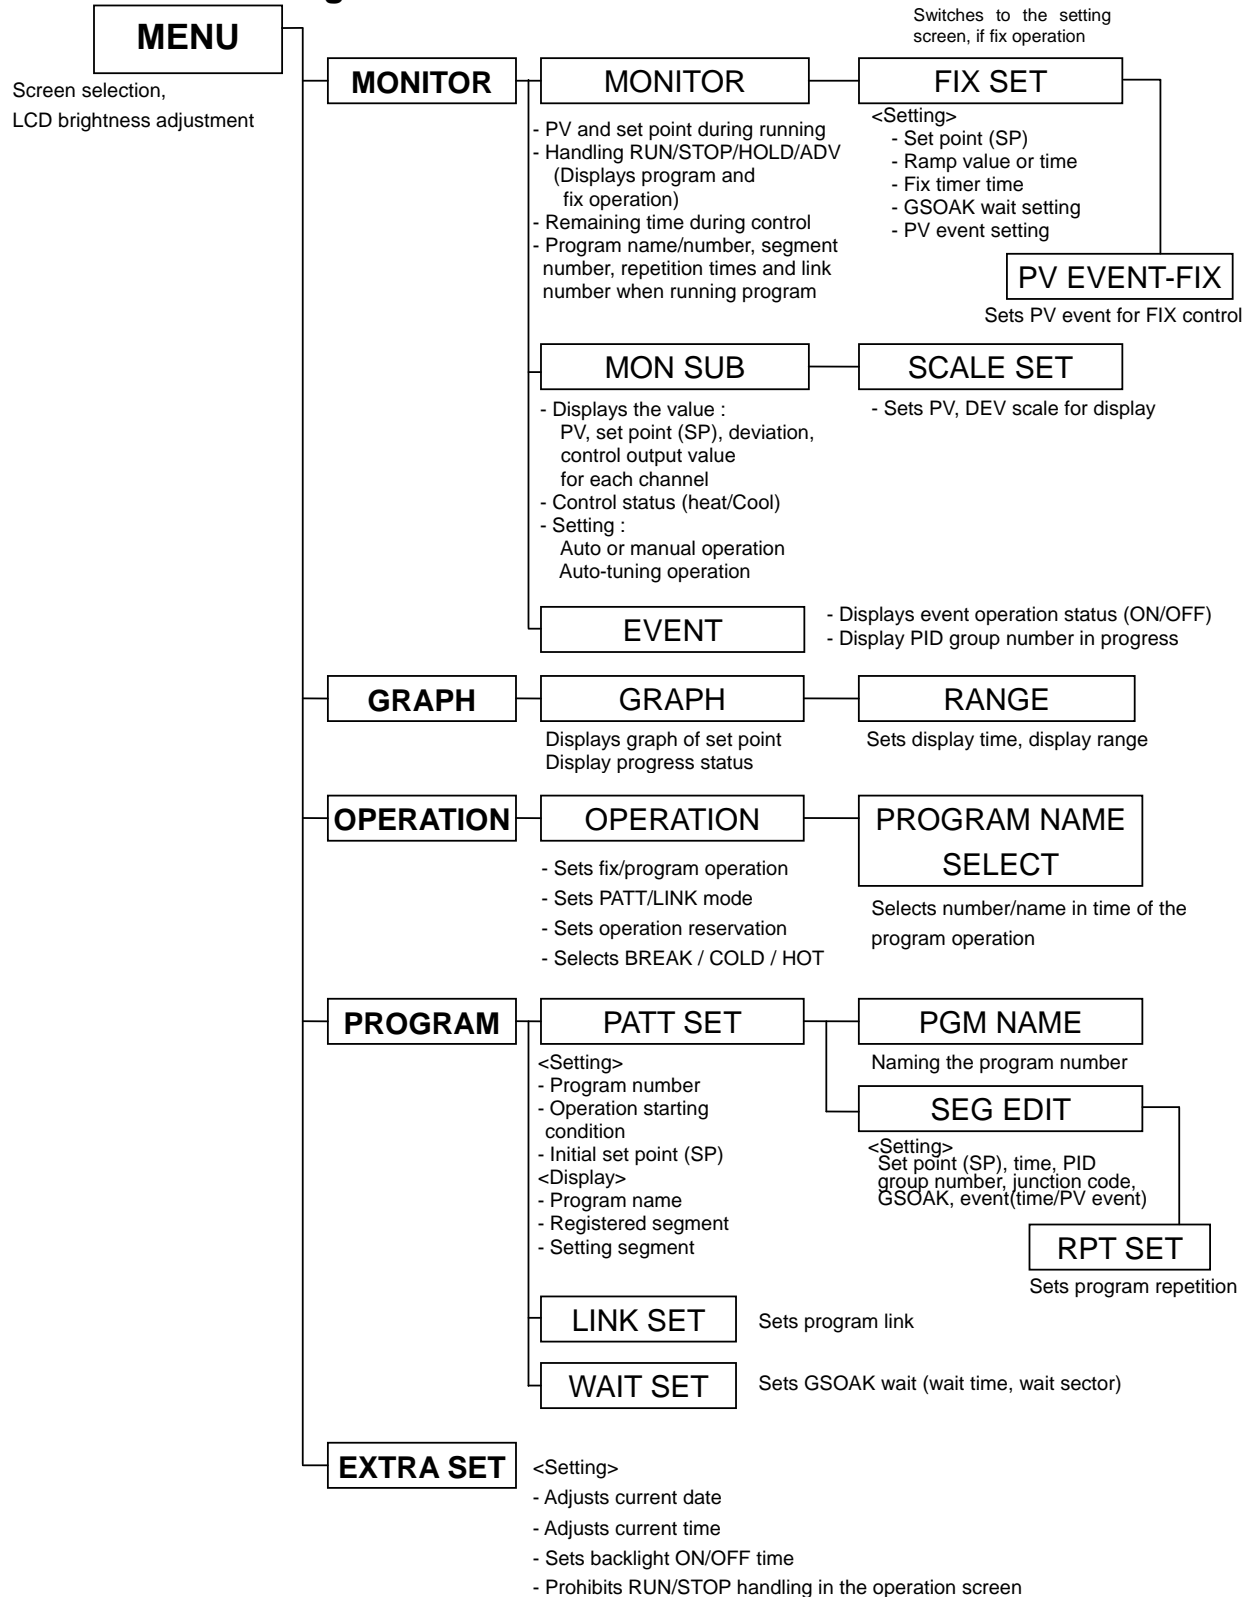 MENU
Screen selection,
LCD brightness adjustment
Switches to the setting
screen, if fix operation
MONITOR
MONITOR
- PV and set point during running
- Handling RUN/STOP/HOLD/ADV
(Displays program and
fix operation)
- Remaining time during control
- Program name/number, segment
number, repetition times and link
number when running program
FIX SET
<Setting>
- Set point (SP)
- Ramp value or time
- Fix timer time
- GSOAK wait setting
- PV event setting
PV EVENT-FIX
Sets PV event for FIX control
MON SUB
- Displays the value :
PV, set point (SP), deviation,
control output value
for each channel
- Control status (heat/Cool)
- Setting :
Auto or manual operation
Auto-tuning operation
SCALE SET
- Sets PV, DEV scale for display
EVENT
- Displays event operation status (ON/OFF)
- Display PID group number in progress
GRAPH
GRAPH
Displays graph of set point
Display progress status
RANGE
Sets display time, display range
OPERATION
OPERATION
- Sets fix/program operation
- Sets PATT/LINK mode
- Sets operation reservation
- Selects BREAK / COLD / HOT
PROGRAM NAME
SELECT
Selects number/name in time of the
program operation
PROGRAM
PATT SET
<Setting>
- Program number
- Operation starting
condition
- Initial set point (SP)
<Display>
- Program name
- Registered segment
- Setting segment
PGM NAME
Naming the program number
SEG EDIT
<Setting>
Set point (SP), time, PID
group number, junction code,
GSOAK, event(time/PV event)
RPT SET
Sets program repetition
LINK SET
Sets program link
WAIT SET
Sets GSOAK wait (wait time, wait sector)
EXTRA SET
<Setting>
- Adjusts current date
- Adjusts current time
- Sets backlight ON/OFF time
- Prohibits RUN/STOP handling in the operation screen